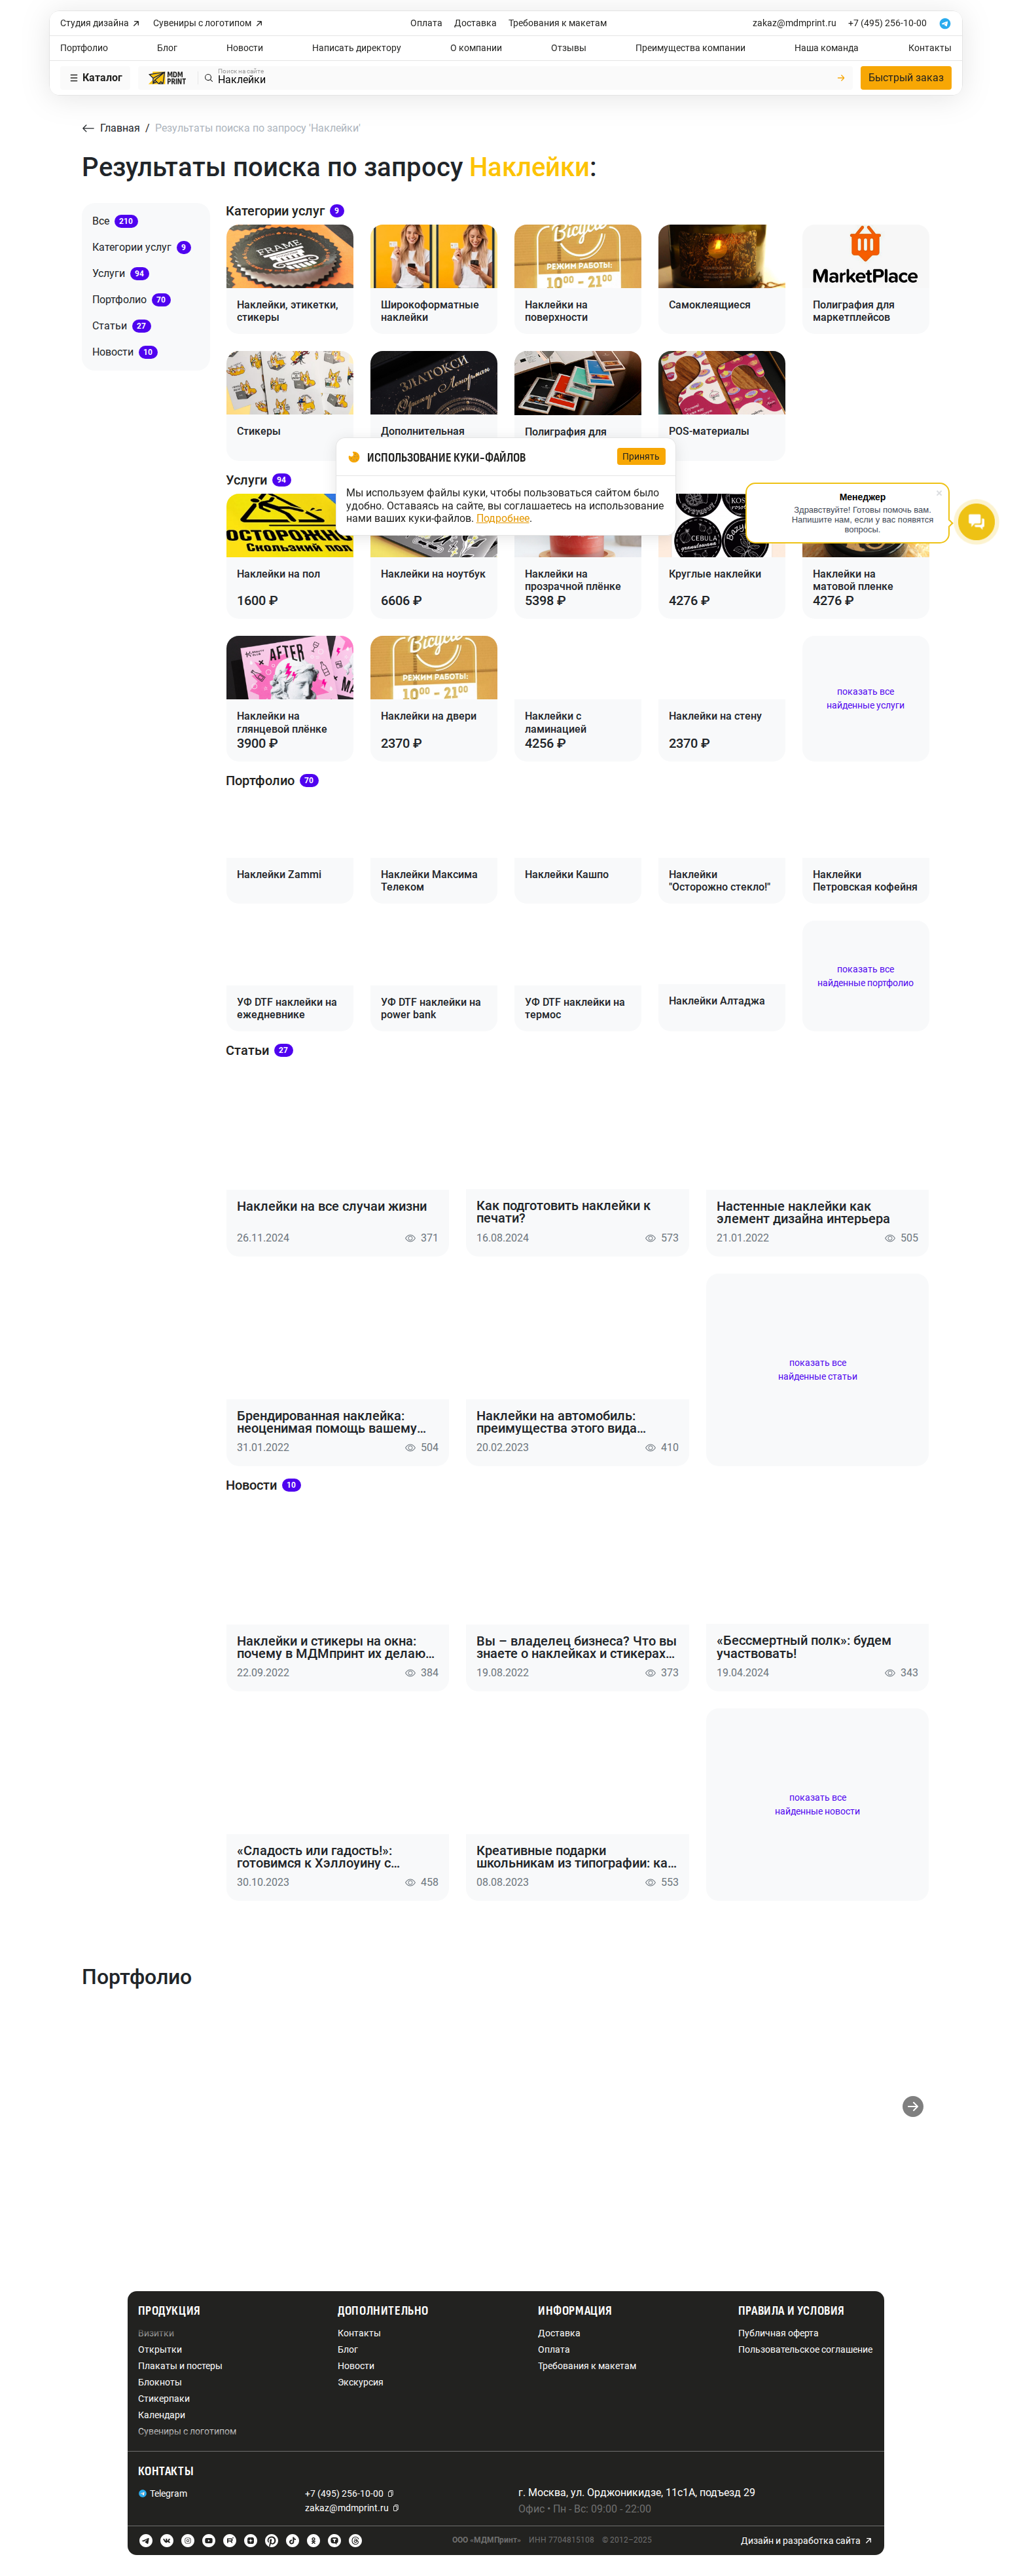 Студия дизайна
Сувениры с логотипом
Оплата
Доставка
Требования к макетам
zakaz@mdmprint.ru
+7 (495) 256-10-00
Портфолио
Блог
Новости
Написать директору
О компании
Отзывы
Преимущества компании
Наша команда
Контакты
Каталог
MDM PRINT
Поиск на сайте
Наклейки
Быстрый заказ
Главная / Результаты поиска по запросу 'Наклейки'
Результаты поиска по запросу Наклейки:
Все 210
Категории услуг 9
Услуги 94
Портфолио 70
Статьи 27
Новости 10
Категории услуг 9
FRAME
Bicycle
РЕЖИМ РАБОТЫ:
10⁰⁰ - 21⁰⁰
MarketPlace
Наклейки, этикетки, стикеры
Широкоформатные наклейки
Наклейки на поверхности
Самоклеящиеся
Полиграфия для маркетплейсов
ЗЛАТОКСИ
Стикеры
Дополнительная
Полиграфия для
POS-материалы
ИСПОЛЬЗОВАНИЕ КУКИ-ФАЙЛОВ
Принять
Мы используем файлы куки, чтобы пользоваться сайтом было
удобно. Оставаясь на сайте, вы соглашаетесь на использование
нами ваших куки-файлов. Подробнее.
Услуги 94
Менеджер
Здравствуйте! Готовы помочь вам.
Напишите нам, если у вас появятся
вопросы.
ОСТОРОЖНО
Скользкий пол
CEBULA
Наклейки на пол
1600 ₽
Наклейки на ноутбук
6606 ₽
Наклейки на прозрачной плёнке
5398 ₽
Круглые наклейки
4276 ₽
Наклейки на матовой пленке
4276 ₽
AFTER
Bicycle
РЕЖИМ РАБОТЫ:
10⁰⁰ - 21⁰⁰
Наклейки на глянцевой плёнке
3900 ₽
Наклейки на двери
2370 ₽
Наклейки с ламинацией
4256 ₽
Наклейки на стену
2370 ₽
показать все
найденные услуги
Портфолио 70
Наклейки Zammi
Наклейки Максима Телеком
Наклейки Кашпо
Наклейки "Осторожно стекло!"
Наклейки Петровская кофейня
УФ DTF наклейки на ежедневнике
УФ DTF наклейки на power bank
УФ DTF наклейки на термос
Наклейки Алтаджа
показать все
найденные портфолио
Статьи 27
Наклейки на все случаи жизни
26.11.2024 371
Как подготовить наклейки к печати?
16.08.2024 573
Настенные наклейки как элемент дизайна интерьера
21.01.2022 505
Брендированная наклейка: неоценимая помощь вашему...
31.01.2022 504
Наклейки на автомобиль: преимущества этого вида...
20.02.2023 410
показать все
найденные статьи
Новости 10
Наклейки и стикеры на окна: почему в МДМпринт их делаю...
22.09.2022 384
Вы – владелец бизнеса? Что вы знаете о наклейках и стикерах...
19.08.2022 373
«Бессмертный полк»: будем участвовать!
19.04.2024 343
«Сладость или гадость!»: готовимся к Хэллоуину с...
30.10.2023 458
Креативные подарки школьникам из типографии: ка...
08.08.2023 553
показать все
найденные новости
Портфолио
ПРОДУКЦИЯ
Визитки
Открытки
Плакаты и постеры
Блокноты
Стикерпаки
Календари
Сувениры с логотипом
ДОПОЛНИТЕЛЬНО
Контакты
Блог
Новости
Экскурсия
ИНФОРМАЦИЯ
Доставка
Оплата
Требования к макетам
ПРАВИЛА И УСЛОВИЯ
Публичная оферта
Пользовательское соглашение
КОНТАКТЫ
Telegram
+7 (495) 256-10-00
zakaz@mdmprint.ru
г. Москва, ул. Орджоникидзе, 11с1А, подъезд 29
Офис • Пн - Вс: 09:00 - 22:00
ООО «МДМПринт» ИНН 7704815108 © 2012–2025
Дизайн и разработка сайта